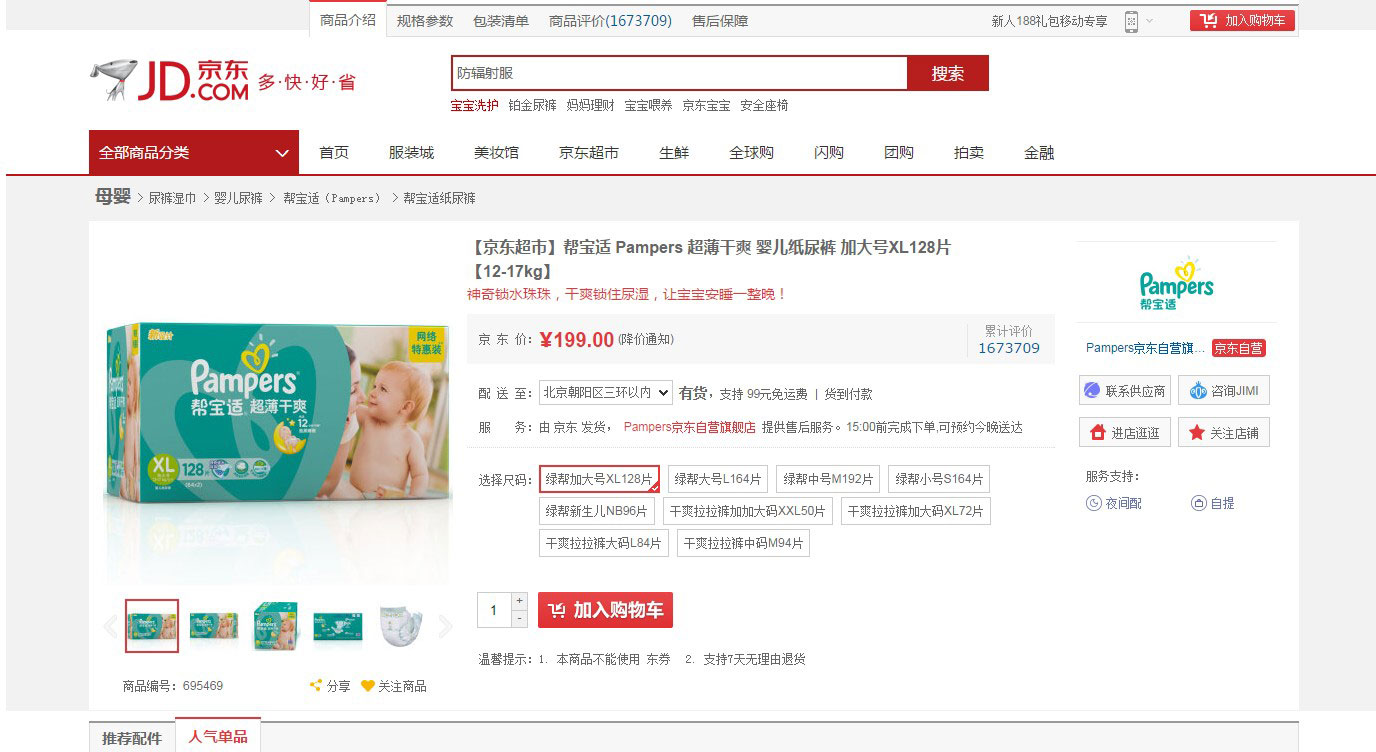 商品介绍 规格参数 包装清单 商品评价(1673709) 售后保障 新人188礼包移动专享 加入购物车
JD京东 .COM 多·快·好·省
防辐射服 搜索
宝宝洗护 铂金尿裤 妈妈理财 宝宝喂养 京东宝宝 安全座椅
全部商品分类 首页 服装城 美妆馆 京东超市 生鲜 全球购 闪购 团购 拍卖 金融
母婴 > 尿裤湿巾 > 婴儿尿裤 > 帮宝适（Pampers） > 帮宝适纸尿裤
【京东超市】帮宝适 Pampers 超薄干爽 婴儿纸尿裤 加大号XL128片
【12-17kg】
神奇锁水珠珠，干爽锁住尿湿，让宝宝安睡一整晚！
京 东 价： ¥199.00 (降价通知)
累计评价
1673709
配 送 至： 北京朝阳区三环以内 有货，支持 99元免运费 | 货到付款
服 务：由 京东 发货， Pampers京东自营旗舰店 提供售后服务。15:00前完成下单,可预约今晚送达
选择尺码： 绿帮加大号XL128片 绿帮大号L164片 绿帮中号M192片 绿帮小号S164片
绿帮新生儿NB96片 干爽拉拉裤加加大码XXL50片 干爽拉拉裤加大码XL72片
干爽拉拉裤大码L84片 干爽拉拉裤中码M94片
1 + - 加入购物车
温馨提示：1. 本商品不能使用 东券 2. 支持7天无理由退货
网络
特惠装
Pampers
帮宝适 超薄干爽
12
XL 128片
商品编号：695469 分享 关注商品
Pampers
帮宝适
Pampers京东自营旗... 京东自营
联系供应商 咨询JIMI
进店逛逛 关注店铺
服务支持：
夜间配 自提
推荐配件 人气单品